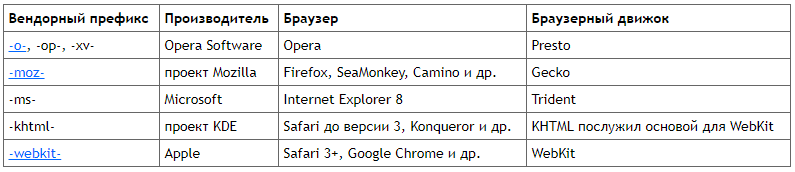 Вендорный префикс Производитель Браузер Браузерный движок
-o-, -op-, -xv- Opera Software Opera Presto
-moz- проект Mozilla Firefox, SeaMonkey, Camino и др. Gecko
-ms- Microsoft Internet Explorer 8 Trident
-khtml- проект KDE Safari до версии 3, Konqueror и др. KHTML послужил основой для WebKit
-webkit- Apple Safari 3+, Google Chrome и др. WebKit